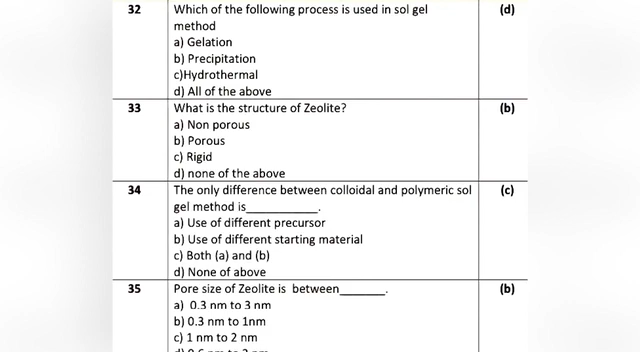 32 Which of the following process is used in sol gel (d)
method
a) Gelation
b) Precipitation
c)Hydrothermal
d) All of the above
33 What is the structure of Zeolite? (b)
a) Non porous
b) Porous
c) Rigid
d) none of the above
34 The only difference between colloidal and polymeric sol (c)
gel method is___________.
a) Use of different precursor
b) Use of different starting material
c) Both (a) and (b)
d) None of above
35 Pore size of Zeolite is between_______. (b)
a) 0.3 nm to 3 nm
b) 0.3 nm to 1nm
c) 1 nm to 2 nm